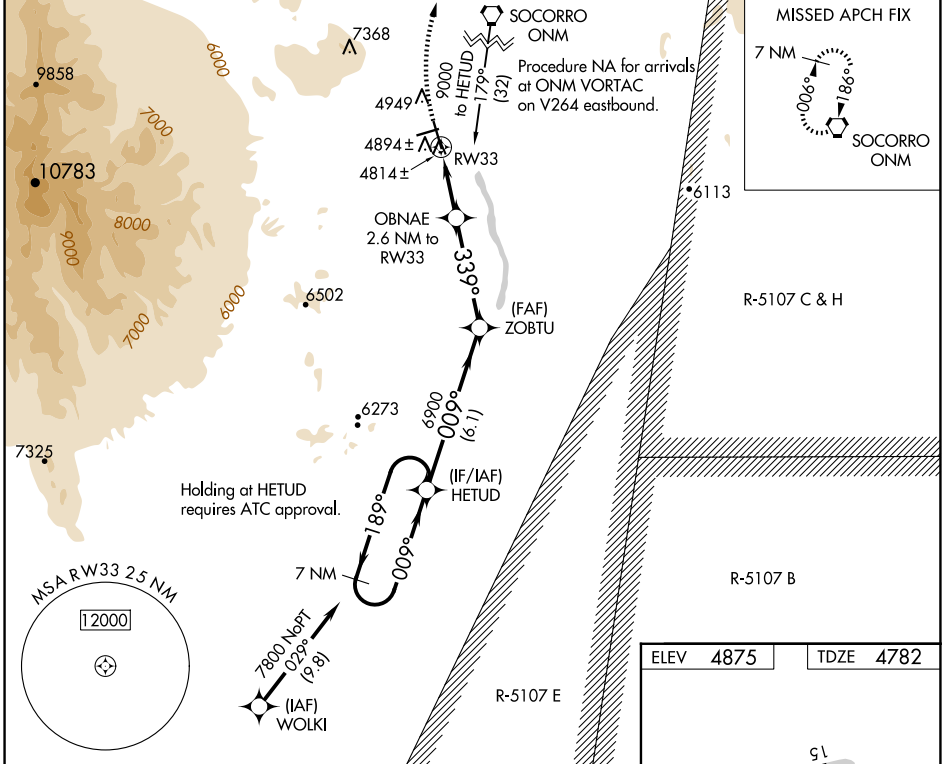 SOCORRO
ONM
MISSED APCH FIX
7 NM
006°
186°
SOCORRO
ONM
7368
6000
9858
9000
to HETUD
179°
(32)
Procedure NA for arrivals
at ONM VORTAC
on V264 eastbound.
4949
7000
4894±
4814±
RW33
10783
6113
8000
9000
OBNAE
2.6 NM to
RW33
339°
6000
6502
7000
(FAF)
ZOBTU
R-5107 C & H
6900
009°
(6.1)
6273
7325
(IF/IAF)
HETUD
Holding at HETUD
requires ATC approval.
189°
009°
7 NM
R-5107 B
MSA RW33 25 NM
12000
7800 NoPT
029°
(9.8)
(IAF)
WOLKI
R-5107 E
ELEV 4875
TDZE 4782
15